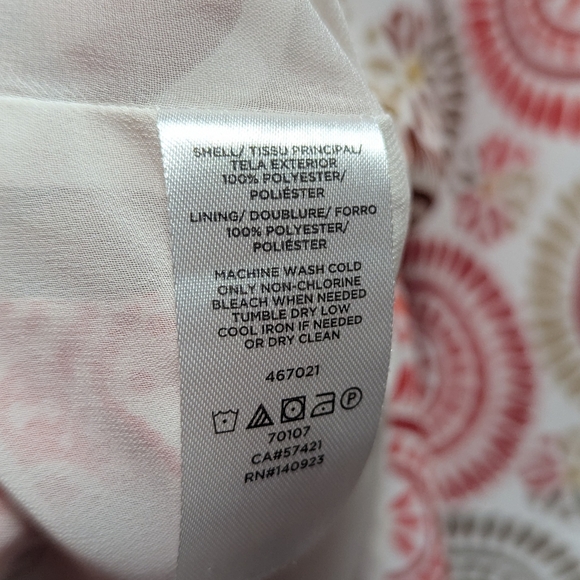 SHELL/ TISSU PRINCIPAL/
TELA EXTERIOR
100% POLYESTER/
POLIÉSTER
LINING/ DOUBLURE/ FORRO
100% POLYESTER/
POLIÉSTER
MACHINE WASH COLD
ONLY NON-CHLORINE
BLEACH WHEN NEEDED
TUMBLE DRY LOW
COOL IRON IF NEEDED
OR DRY CLEAN
467021
P
70107
CA#57421
RN#140923